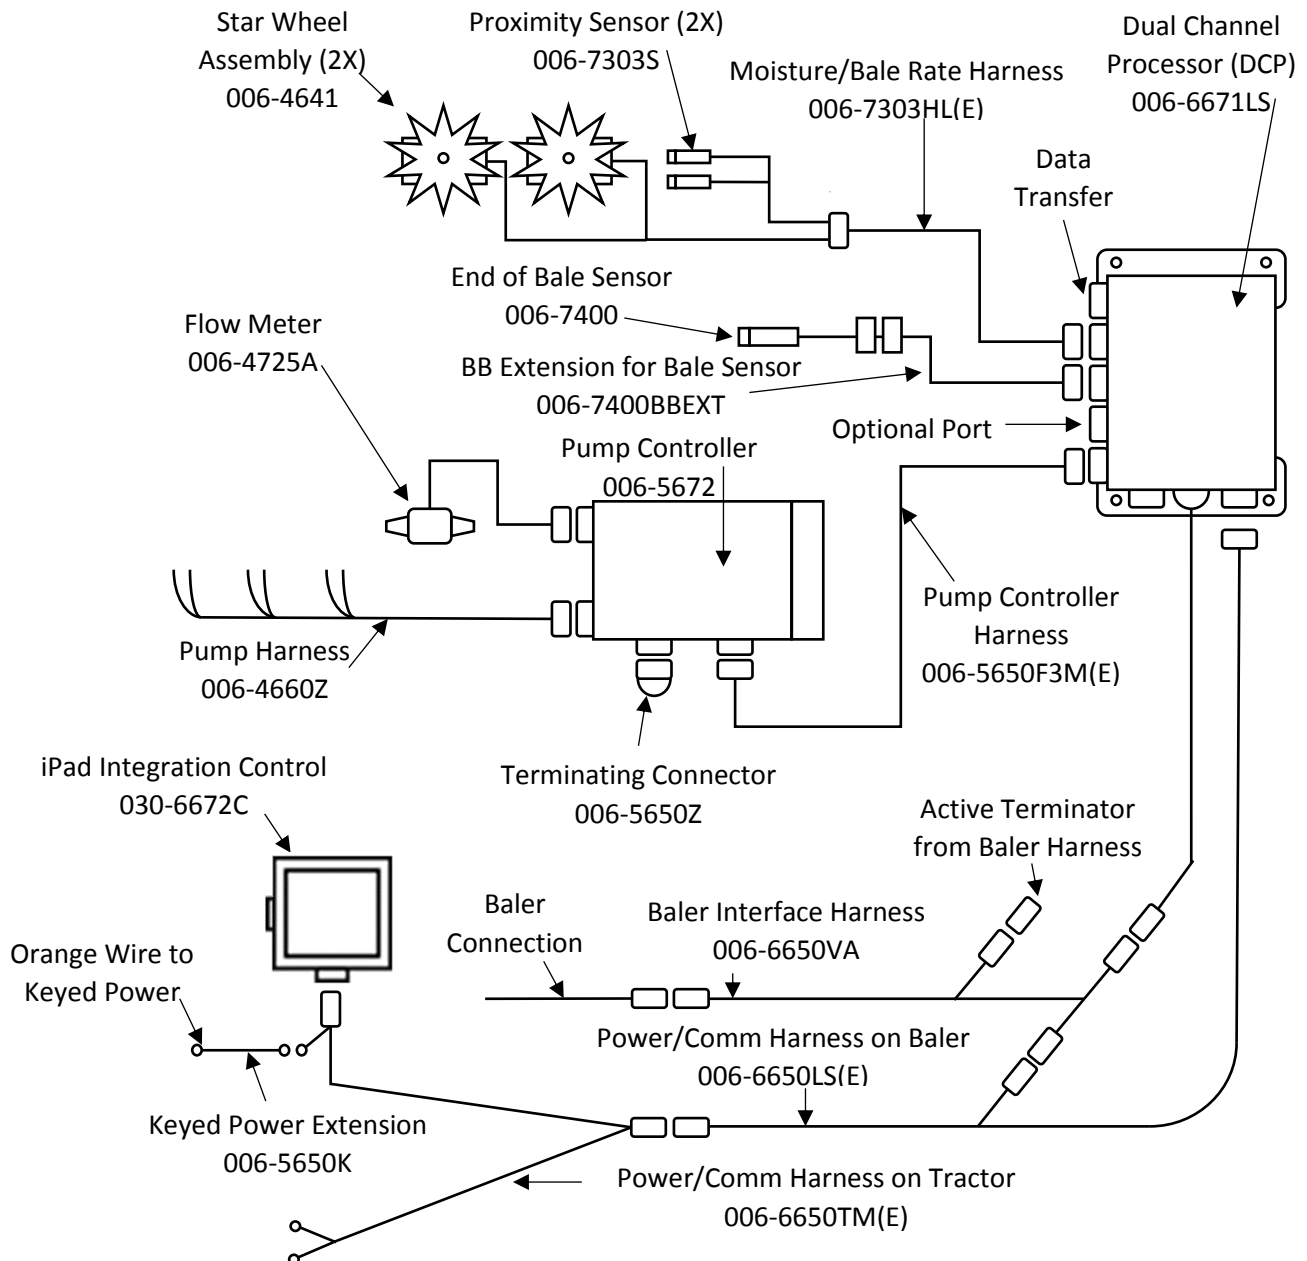 Star Wheel
Assembly (2X)
006-4641
Proximity Sensor (2X)
006-7303S
Moisture/Bale Rate Harness
006-7303HL(E)
Dual Channel
Processor (DCP)
006-6671LS
Data
Transfer
End of Bale Sensor
006-7400
Flow Meter
006-4725A
BB Extension for Bale Sensor
006-7400BBEXT
Optional Port
Pump Controller
006-5672
Pump Controller
Harness
006-5650F3M(E)
Pump Harness
006-4660Z
iPad Integration Control
030-6672C
Terminating Connector
006-5650Z
Active Terminator
from Baler Harness
Baler
Connection
Baler Interface Harness
006-6650VA
Orange Wire to
Keyed Power
Power/Comm Harness on Baler
006-6650LS(E)
Keyed Power Extension
006-5650K
Power/Comm Harness on Tractor
006-6650TM(E)